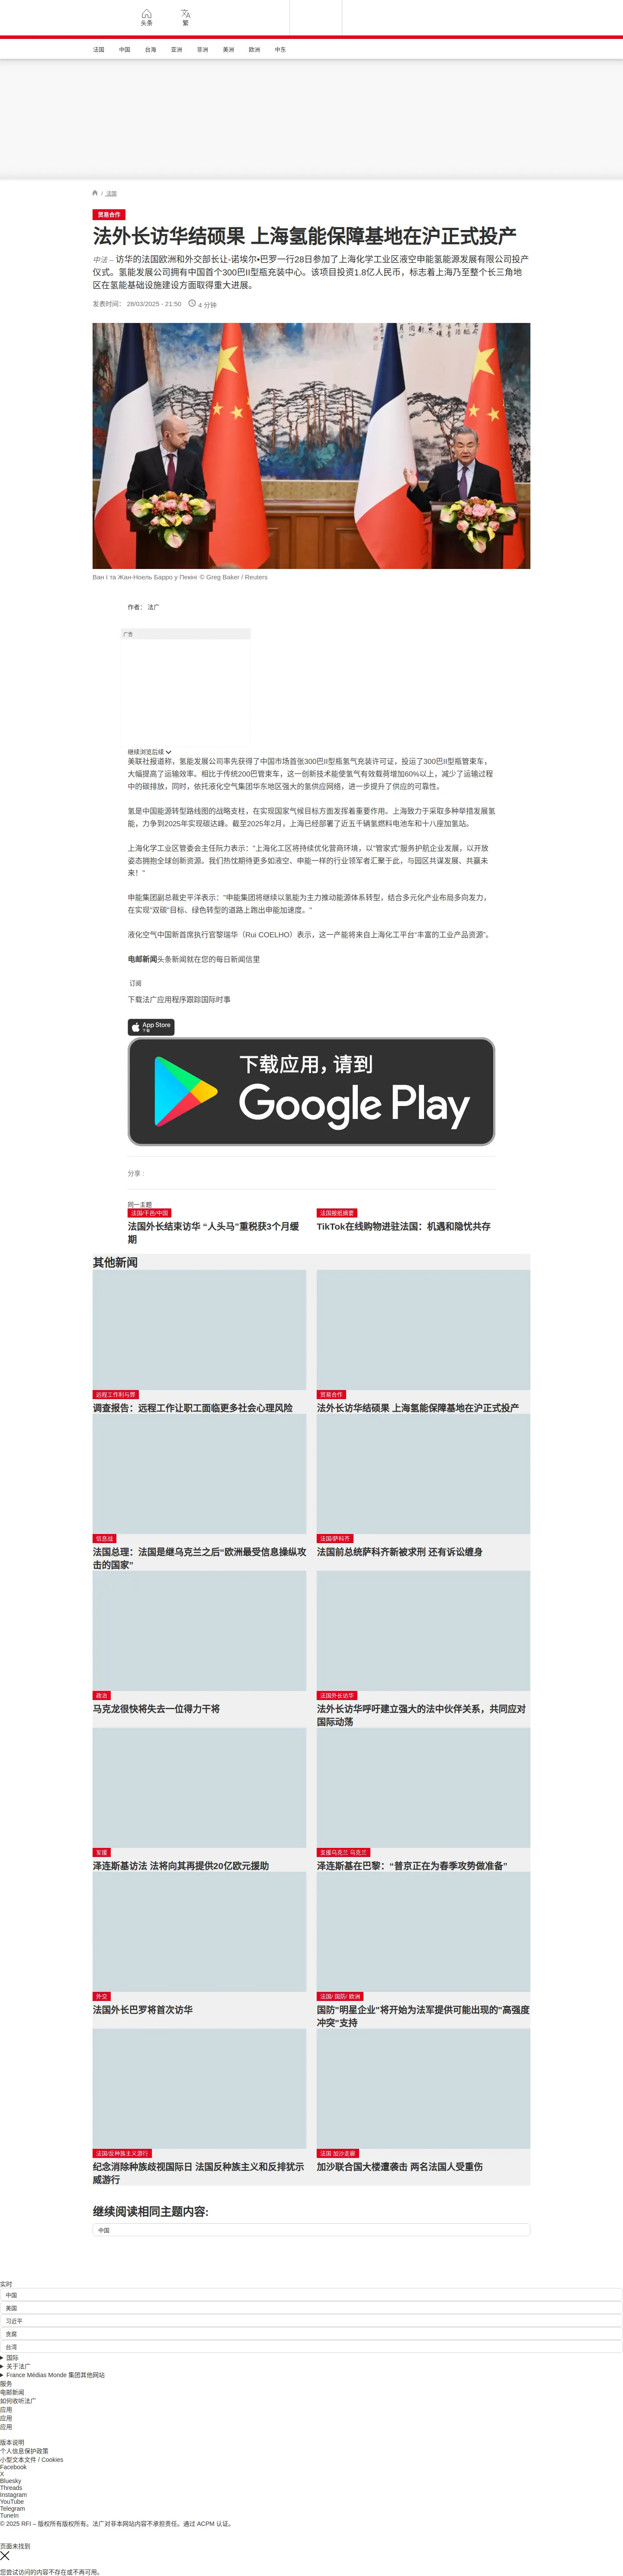 头条
繁
法国
中国
台海
亚洲
非洲
美洲
欧洲
中东
/ 法国
贸易合作
法外长访华结硕果 上海氢能保障基地在沪正式投产
中法 – 访华的法国欧洲和外交部长让-诺埃尔•巴罗一行28日参加了上海化学工业区液空申能氢能源发展有限公司投产
仪式。氢能发展公司拥有中国首个300巴II型瓶充装中心。该项目投资1.8亿人民币，标志着上海乃至整个长三角地
区在氢能基础设施建设方面取得重大进展。
发表时间： 28/03/2025 - 21:50
4 分钟
Ван І та Жан-Ноель Барро у Пекіні © Greg Baker / Reuters
作者： 法广
广告
继续浏览后续
美联社报道称，氢能发展公司率先获得了中国市场首张300巴II型瓶氢气充装许可证，投运了300巴II型瓶管束车，
大幅提高了运输效率。相比于传统200巴管束车，这一创新技术能使氢气有效载荷增加60%以上，减少了运输过程
中的碳排放，同时，依托液化空气集团华东地区强大的氢供应网络，进一步提升了供应的可靠性。
氢是中国能源转型路线图的战略支柱，在实现国家气候目标方面发挥着重要作用。上海致力于采取多种举措发展氢
能，力争到2025年实现碳达峰。截至2025年2月，上海已经部署了近五千辆氢燃料电池车和十八座加氢站。
上海化学工业区管委会主任阮力表示："上海化工区将持续优化营商环境，以"管家式"服务护航企业发展，以开放
姿态拥抱全球创新资源。我们热忱期待更多如液空、申能一样的行业领军者汇聚于此，与园区共谋发展、共赢未
来！"
申能集团副总裁史平洋表示："申能集团将继续以氢能为主力推动能源体系转型，结合多元化产业布局多向发力，
在实现"双碳"目标、绿色转型的道路上跑出申能加速度。"
液化空气中国新首席执行官黎瑞华（Rui COELHO）表示，这一产能将来自上海化工平台"丰富的工业产品资源"。
电邮新闻头条新闻就在您的每日新闻信里
订阅
下载法广应用程序跟踪国际时事
App Store
下载
下载应用，请到
Google Play
分享 :
同一主题
法国/干邑/中国
法国外长结束访华 “人头马”重税获3个月缓
期
法国报纸摘要
TikTok在线购物进驻法国：机遇和隐忧共存
其他新闻
远程工作利与弊
调查报告：远程工作让职工面临更多社会心理风险
贸易合作
法外长访华结硕果 上海氢能保障基地在沪正式投产
信息战
法国总理：法国是继乌克兰之后“欧洲最受信息操纵攻
击的国家”
法国/萨科齐
法国前总统萨科齐新被求刑 还有诉讼缠身
政治
马克龙很快将失去一位得力干将
法国外长访华
法外长访华呼吁建立强大的法中伙伴关系，共同应对
国际动荡
军援
泽连斯基访法 法将向其再提供20亿欧元援助
支援乌克兰 乌克兰
泽连斯基在巴黎：“普京正在为春季攻势做准备”
外交
法国外长巴罗将首次访华
法国/ 国防/ 欧洲
国防“明星企业”将开始为法军提供可能出现的“高强度
冲突”支持
法国/反种族主义游行
纪念消除种族歧视国际日 法国反种族主义和反排犹示
威游行
法国 加沙走廊
加沙联合国大楼遭袭击 两名法国人受重伤
继续阅读相同主题内容:
中国
实时
中国
美国
习近平
贪腐
台湾
国际
关于法广
France Médias Monde 集团其他网站
服务
电邮新闻
如何收听法广
应用
应用
应用
版本说明
个人信息保护政策
小型文本文件 / Cookies
Facebook
X
Bluesky
Threads
Instagram
YouTube
Telegram
TuneIn
© 2025 RFI – 版权所有版权所有。法广对非本网站内容不承担责任。通过 ACPM 认证。
页面未找到
您尝试访问的内容不存在或不再可用。